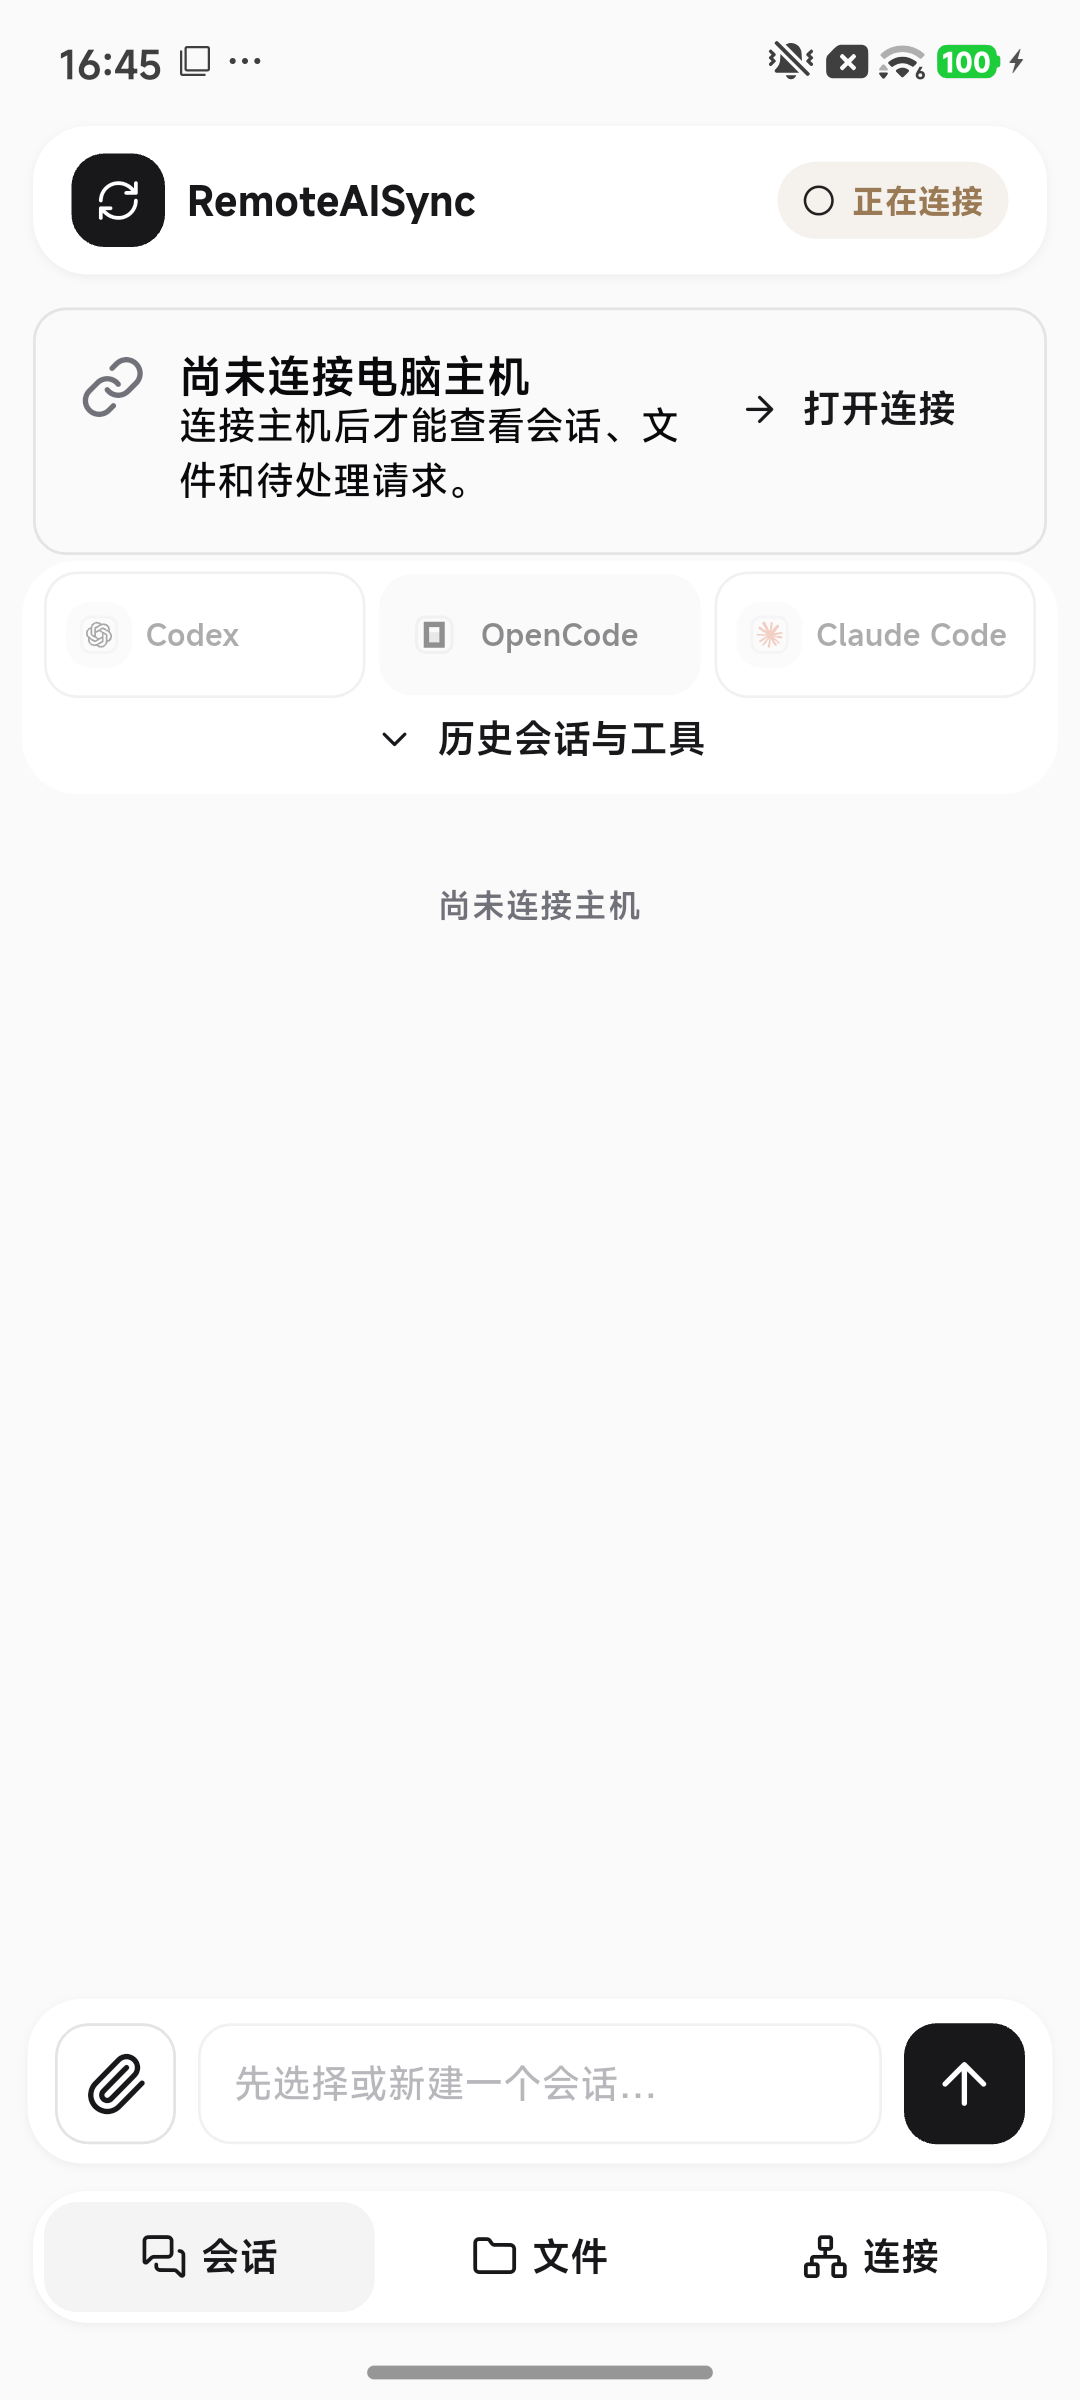 16:45
6
100
RemoteAISync
正在连接
尚未连接电脑主机
连接主机后才能查看会话、文
件和待处理请求。
打开连接
Codex
OpenCode
Claude Code
历史会话与工具
尚未连接主机
先选择或新建一个会话...
会话
文件
连接